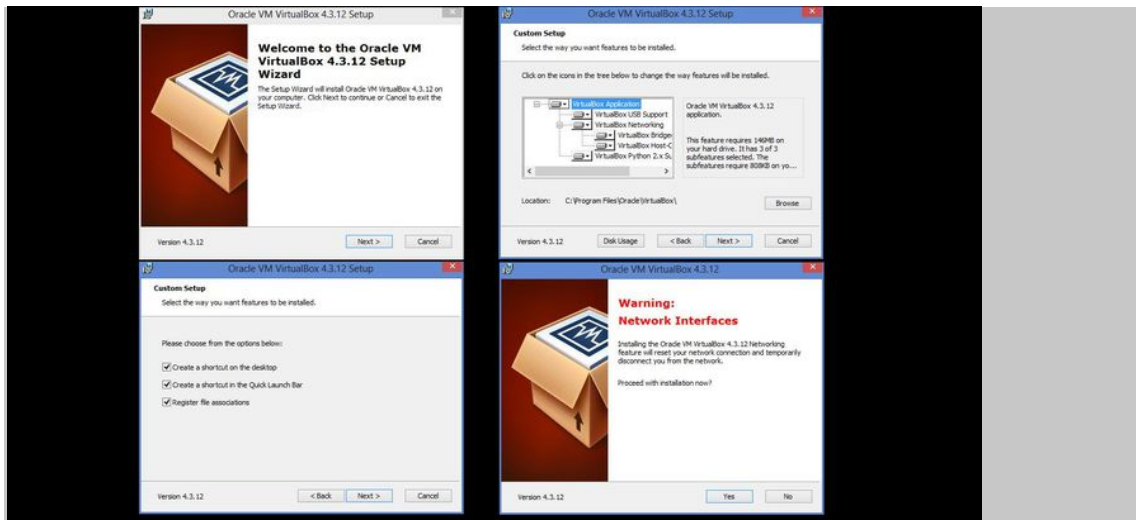 Oracle VM VirtualBox 4.3.12 Setup
Welcome to the Oracle VM
VirtualBox 4.3.12 Setup
Wizard
The Setup Wizard will install Oracle VM VirtualBox 4.3.12 on
your computer. Click Next to continue or Cancel to exit the
Setup Wizard.
Version 4.3.12
Next >
Cancel
Oracle VM VirtualBox 4.3.12 Setup
Custom Setup
Select the way you want features to be installed.
Click on the icons in the tree below to change the way features will be installed.
VirtualBox Application
VirtualBox USB Support
VirtualBox Networking
VirtualBox Bridge
VirtualBox Host-C
VirtualBox Python 2.x Su
Oracle VM VirtualBox 4.3.12
application.
This feature requires 146MB on
your hard drive. It has 3 of 3
subfeatures selected. The
subfeatures require 808KB on yo...
Location: C:\Program Files\Oracle\VirtualBox\
Browse
Version 4.3.12
Disk Usage
< Back
Next >
Cancel
Oracle VM VirtualBox 4.3.12 Setup
Custom Setup
Select the way you want features to be installed.
Please choose from the options below:
Create a shortcut on the desktop
Create a shortcut in the Quick Launch Bar
Register file associations
Version 4.3.12
< Back
Next >
Cancel
Oracle VM VirtualBox 4.3.12
Warning:
Network Interfaces
Installing the Oracle VM VirtualBox 4.3.12 Networking
feature will reset your network connection and temporarily
disconnect you from the network.
Proceed with installation now?
Version 4.3.12
Yes
No